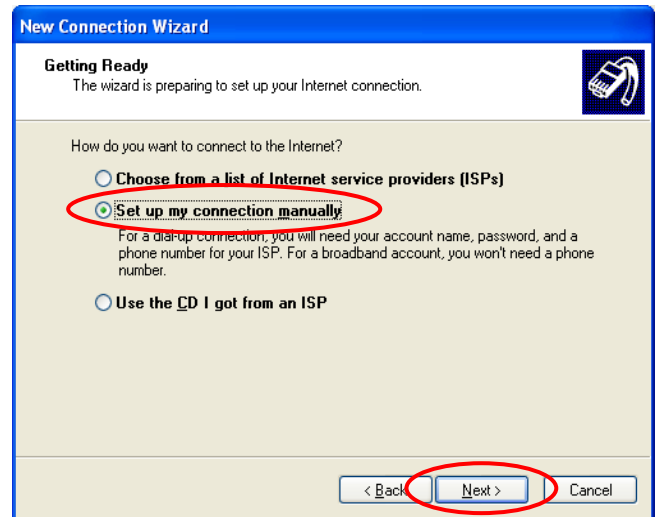 New Connection Wizard
Getting Ready
The wizard is preparing to set up your Internet connection.
How do you want to connect to the Internet?
Choose from a list of Internet service providers (ISPs)
Set up my connection manually
For a dial-up connection, you will need your account name, password, and a
phone number for your ISP. For a broadband account, you won't need a phone
number.
Use the CD I got from an ISP
< Back Next > Cancel